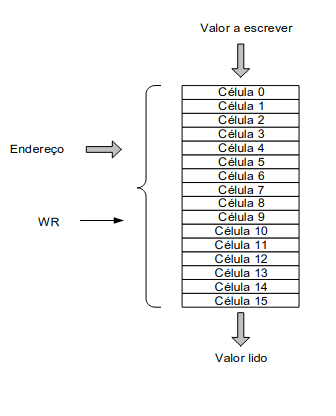 Valor a escrever
Célula 0
Célula 1
Célula 2
Célula 3
Célula 4
Célula 5
Célula 6
Célula 7
Célula 8
Célula 9
Célula 10
Célula 11
Célula 12
Célula 13
Célula 14
Célula 15
Endereço
WR
Valor lido